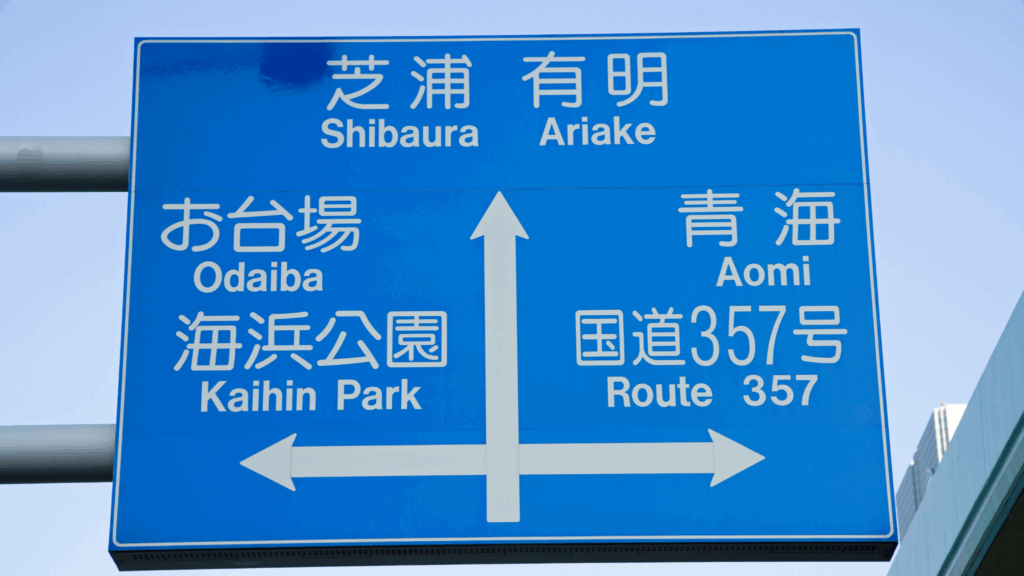 芝浦 有明
Shibaura Ariake
お台場
Odaiba
海浜公園
Kaihin Park
青海
Aomi
国道357号
Route 357